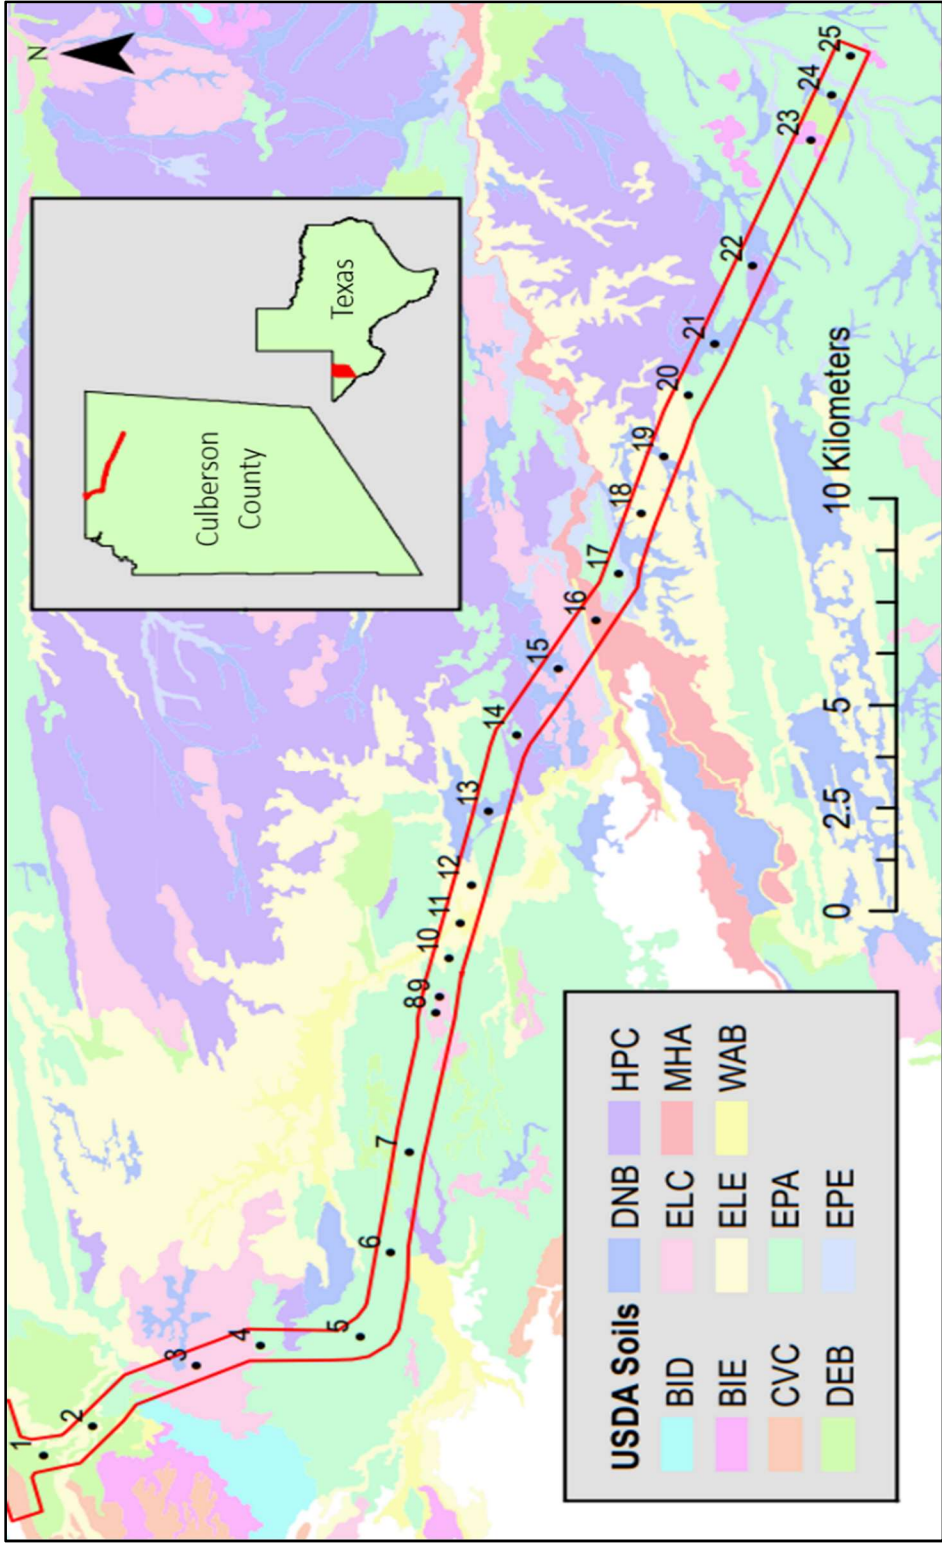 N
Culberson
County
Texas
1
2
3
4
5
6
7
8
9
10
11
12
13
14
15
16
17
18
19
20
21
22
23
24
25
0
2.5
5
10 Kilometers
USDA Soils
BID
BIE
CVC
DEB
DNB
ELC
ELE
EPA
EPE
HPC
MHA
WAB